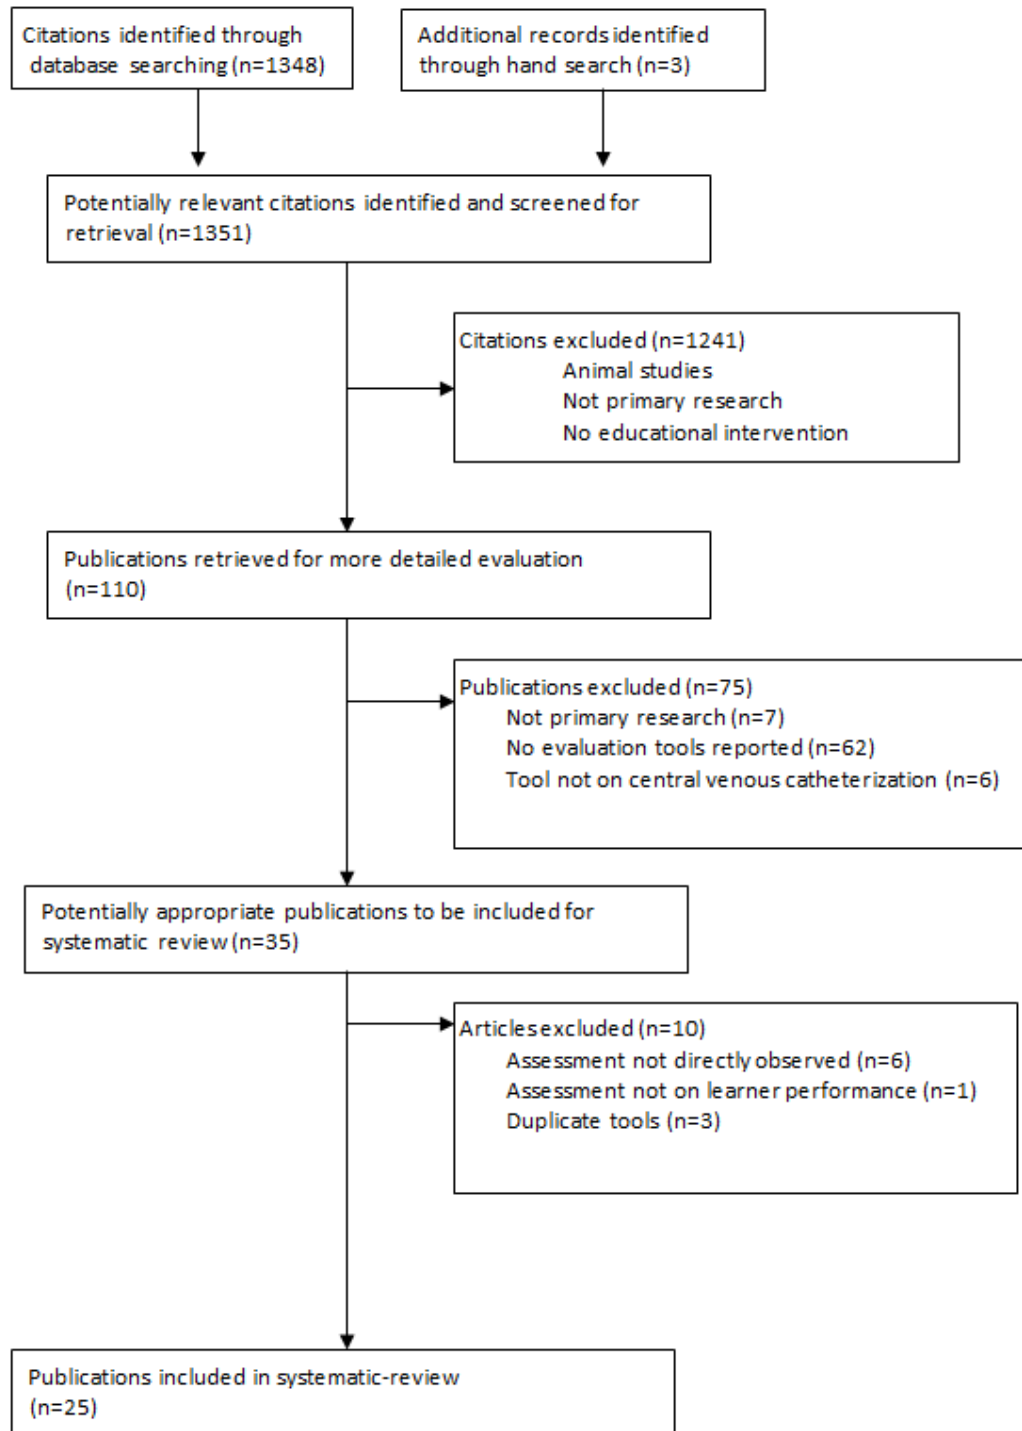 Citations identified through
database searching (n=1348)
Additional records identified
through hand search (n=3)
Potentially relevant citations identified and screened for
retrieval (n=1351)
Citations excluded (n=1241)
Animal studies
Not primary research
No educational intervention
Publications retrieved for more detailed evaluation
(n=110)
Publications excluded (n=75)
Not primary research (n=7)
No evaluation tools reported (n=62)
Tool not on central venous catheterization (n=6)
Potentially appropriate publications to be included for
systematic review (n=35)
Articles excluded (n=10)
Assessment not directly observed (n=6)
Assessment not on learner performance (n=1)
Duplicate tools (n=3)
Publications included in systematic-review
(n=25)